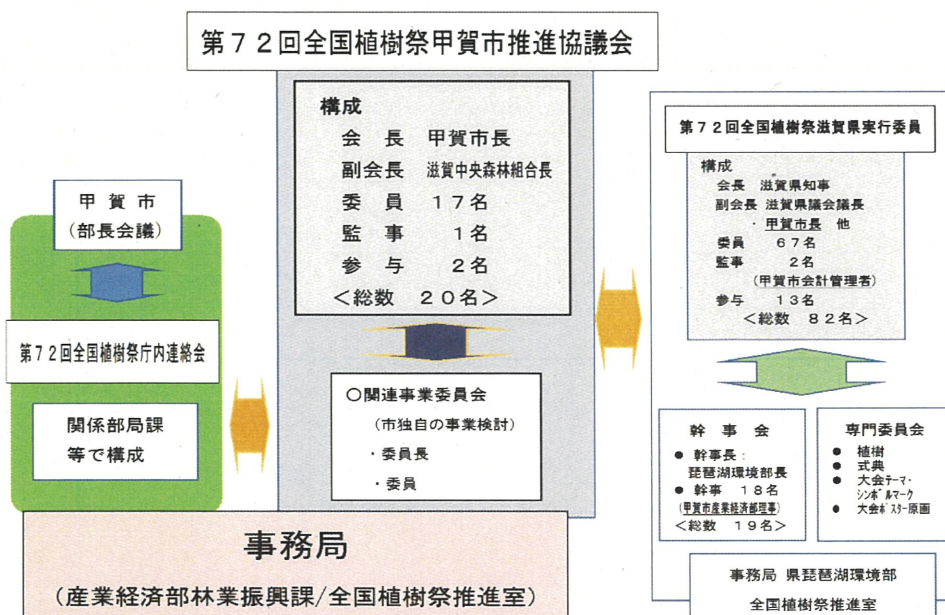 第７２回全国植樹祭甲賀市推進協議会
構成
会　長　甲賀市長
副会長　滋賀中央森林組合長
委　員　１７名
監　事　１名
参　与　２名
＜総数　２０名＞
○関連事業委員会
(市独自の事業検討)
・委員長
・委員
甲 賀 市
(部長会議)
第７２回全国植樹祭庁内連絡会
関係部局課
等で構成
事務局
(産業経済部林業振興課/全国植樹祭推進室)
第７２回全国植樹祭滋賀県実行委員
構成
会長　滋賀県知事
副会長　滋賀県議会議長
・甲賀市長　他
委員　６７名
監事　２名
(甲賀市会計管理者)
参与　１３名
＜総数　８２名＞
幹 事 会
● 幹事長：
琵琶湖環境部長
● 幹事　１８名
(甲賀市産業経済部理事)
＜総数　１９名＞
専門委員会
● 植樹
● 式典
● 大会ﾃｰﾏ・
ｼﾝﾎﾞﾙﾏｰｸ
● 大会ﾎﾟｽﾀｰ原画
事務局 県琵琶湖環境部
全国植樹祭推進室